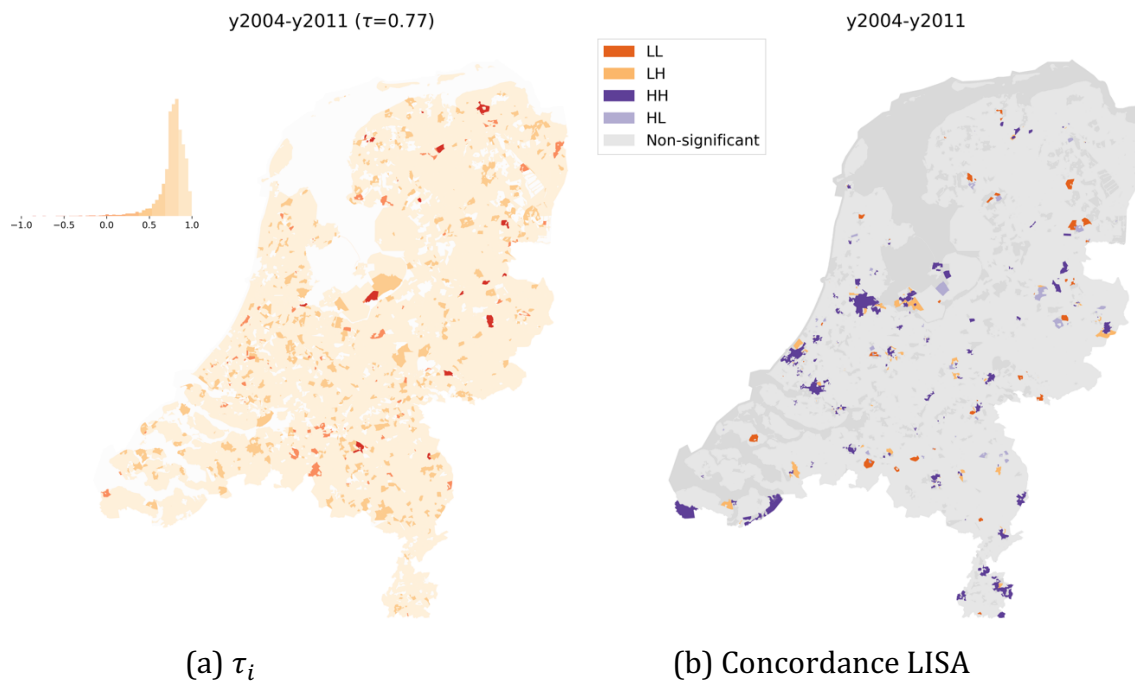 y2004-y2011 (τ=0.77)
−1.0 −0.5 0.0 0.5 1.0
y2004-y2011
LL
LH
HH
HL
Non-significant
(a) τᵢ
(b) Concordance LISA